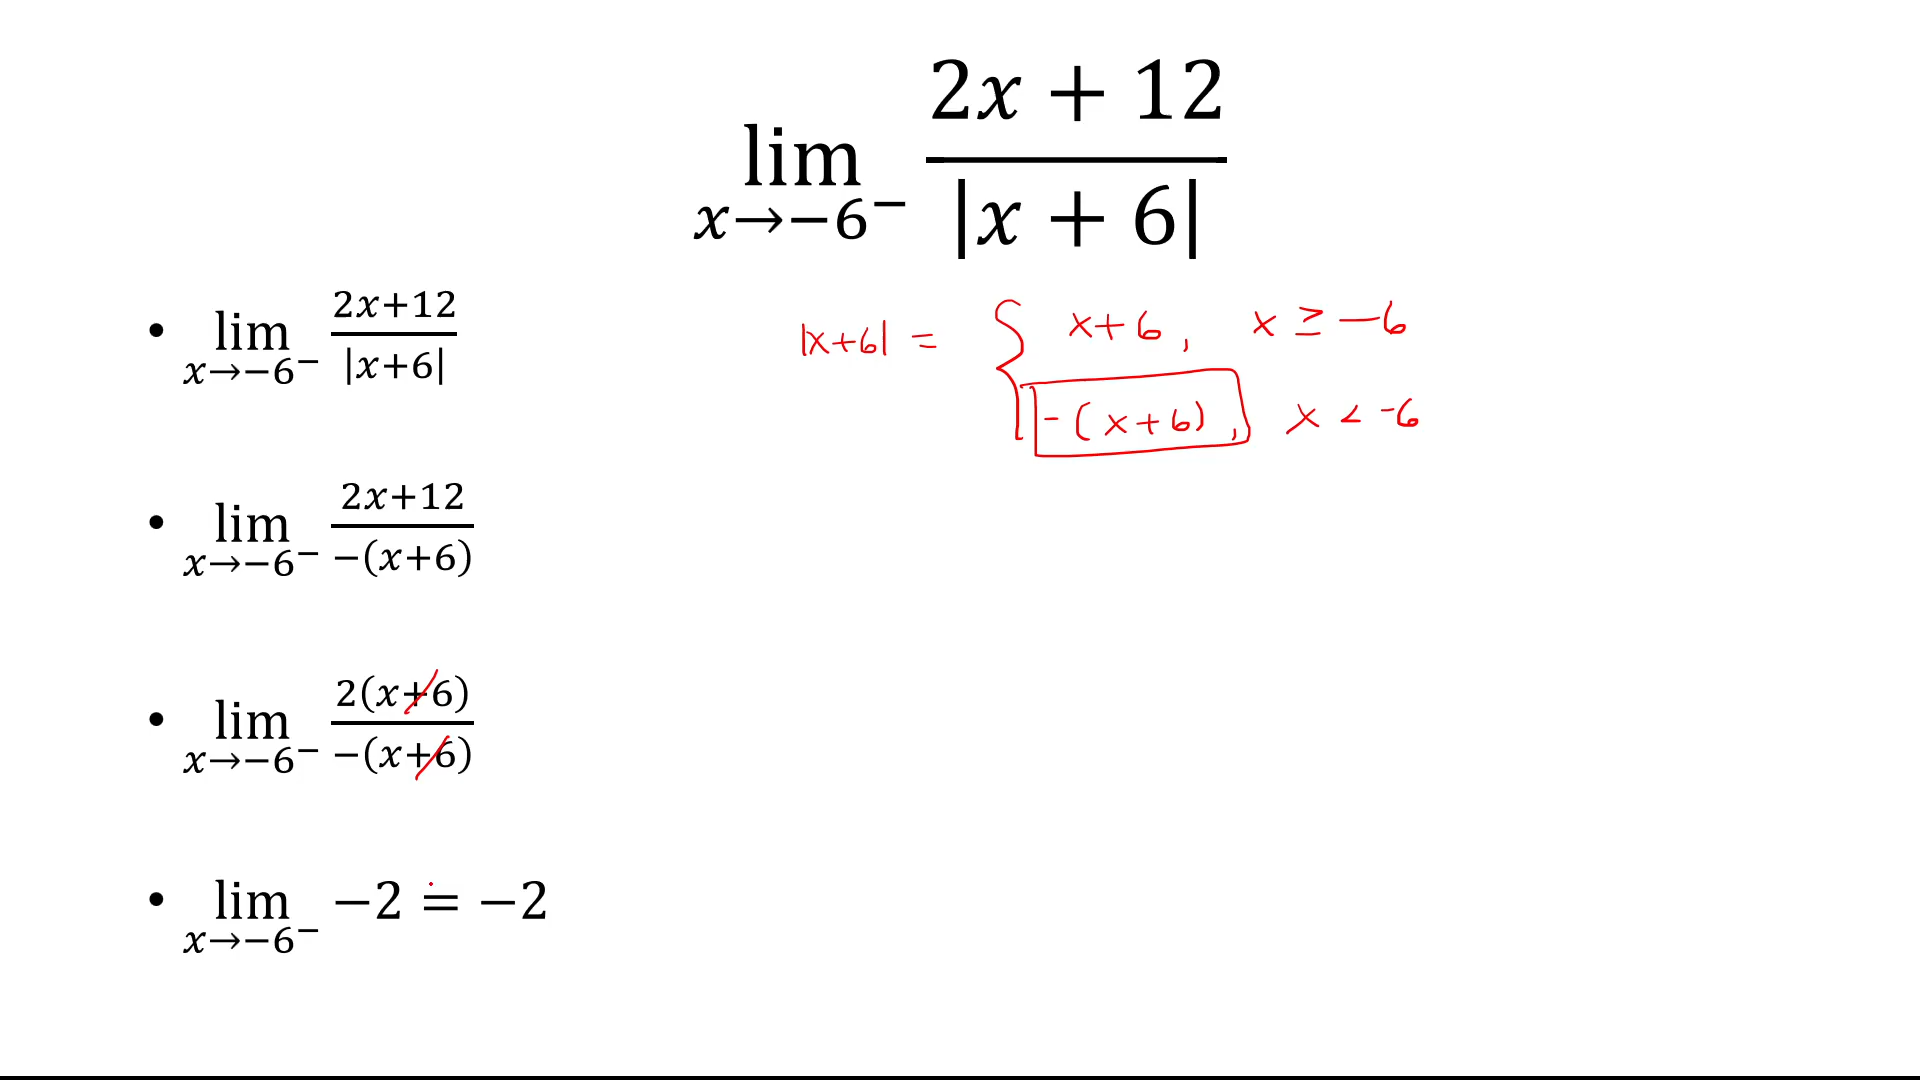 lim x→−6⁻ (2x + 12)/|x + 6|
• lim x→−6⁻ (2x+12)/|x+6|
|x+6| = { x+6 , x ≥ −6
−(x+6) , x < −6
• lim x→−6⁻ (2x+12)/(−(x+6))
• lim x→−6⁻ (2(x+6))/(−(x+6))
• lim x→−6⁻ −2 = −2